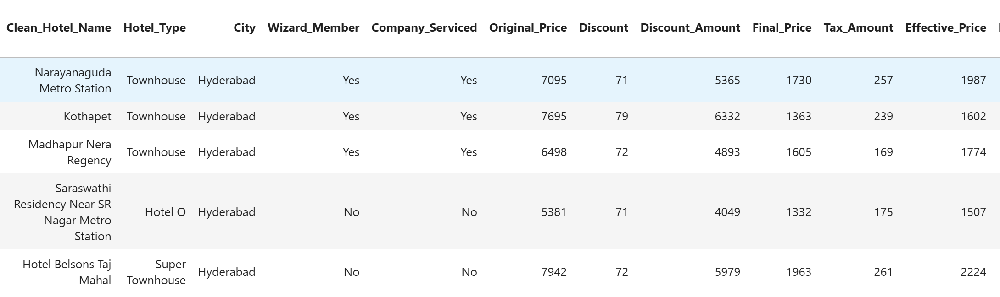 Clean_Hotel_Name Hotel_Type City Wizard_Member Company_Serviced Original_Price Discount Discount_Amount Final_Price Tax_Amount Effective_Price
Narayanaguda
Metro Station Townhouse Hyderabad Yes Yes 7095 71 5365 1730 257 1987
Kothapet Townhouse Hyderabad Yes Yes 7695 79 6332 1363 239 1602
Madhapur Nera
Regency Townhouse Hyderabad Yes Yes 6498 72 4893 1605 169 1774
Saraswathi
Residency Near SR
Nagar Metro
Station Hotel O Hyderabad No No 5381 71 4049 1332 175 1507
Hotel Belsons Taj
Mahal Super
Townhouse Hyderabad No No 7942 72 5979 1963 261 2224